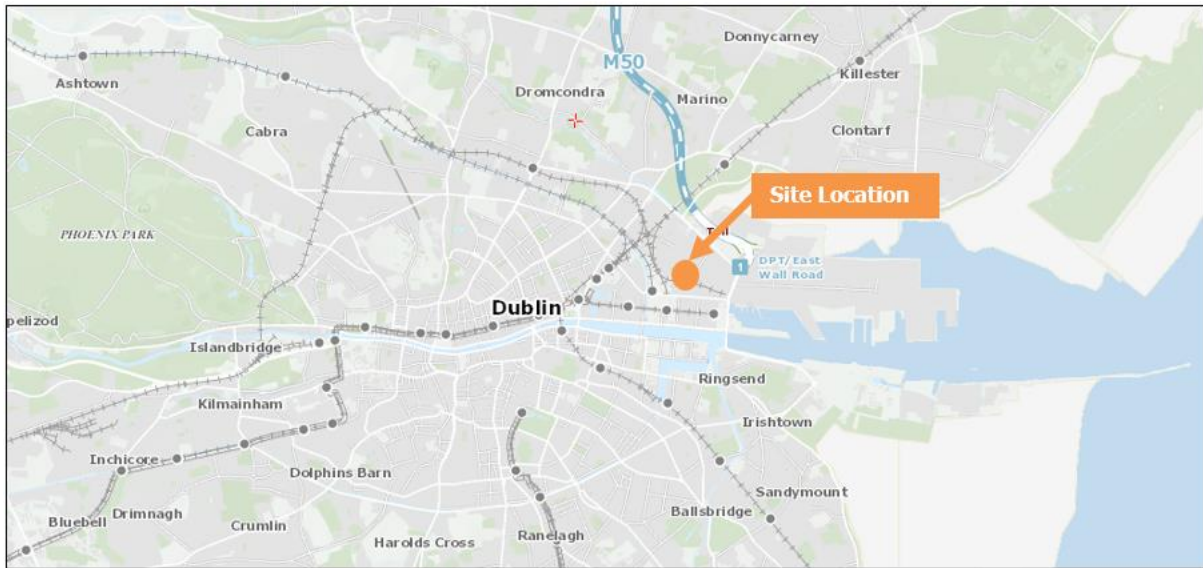 Donnycarney
M50
Killester
Ashtown
Dromcondra
Marino
Cabra
Clontarf
Site Location
PHOENIX PARK
1
DPT/East
Wall Road
Dublin
pelizod
Islandbridge
Ringsend
Kilmainham
Irishtown
Inchicore
Dolphins Barn
Sandymount
Drimnagh
Ballsbridge
Bluebell
Crumlin
Ranelagh
Harolds Cross